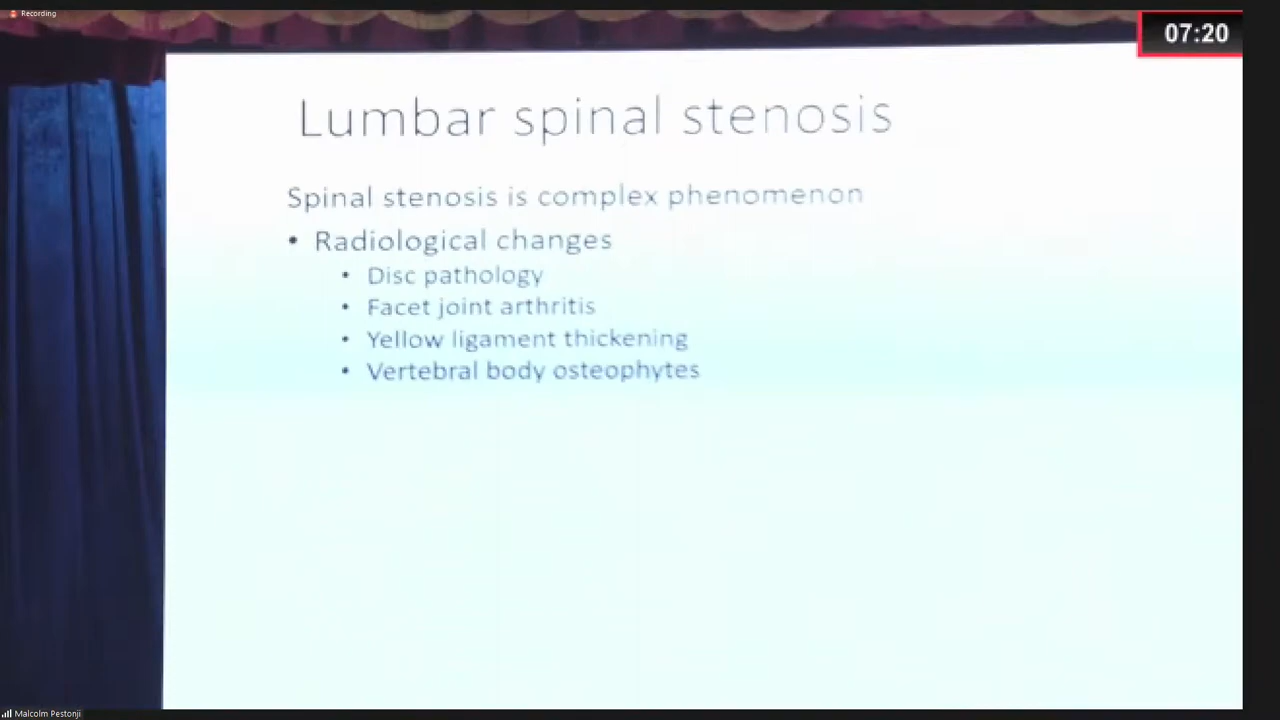 Recording
07:20
Lumbar spinal stenosis
Spinal stenosis is complex phenomenon
• Radiological changes
• Disc pathology
• Facet joint arthritis
• Yellow ligament thickening
• Vertebral body osteophytes
Malcolm Pestonji